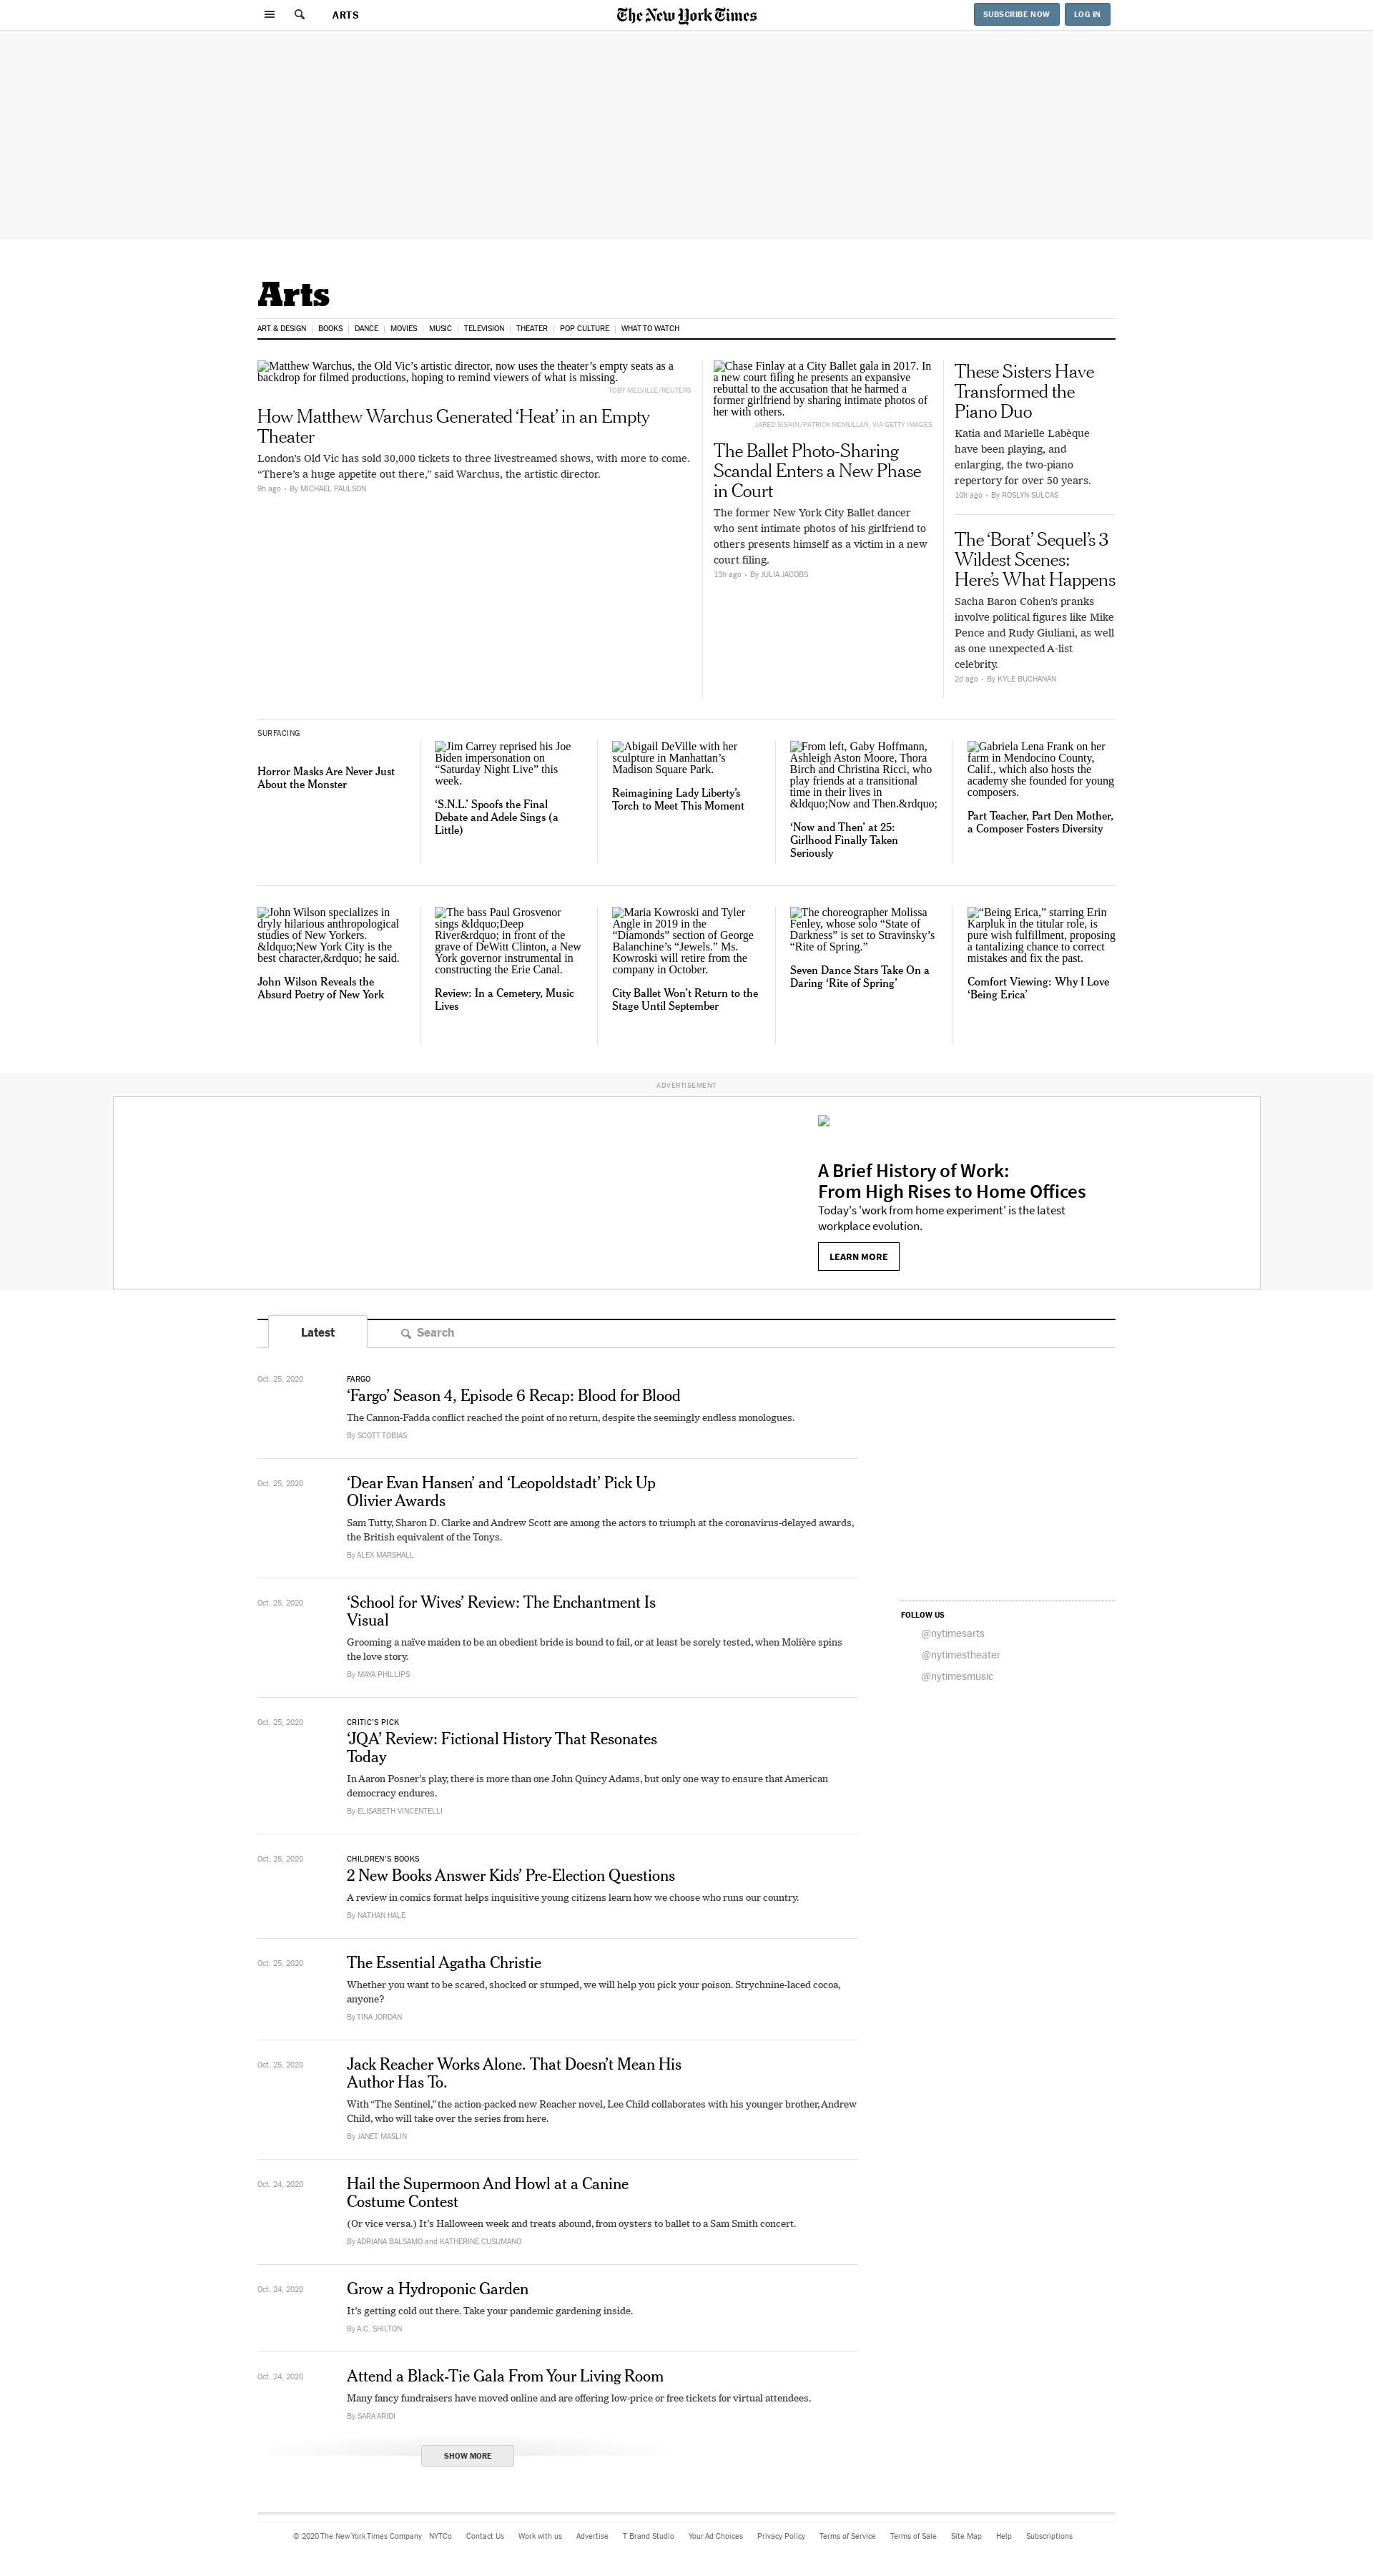 ARTS
The New York Times
SUBSCRIBE NOW
LOG IN
Arts
ART & DESIGN
BOOKS
DANCE
MOVIES
MUSIC
TELEVISION
THEATER
POP CULTURE
WHAT TO WATCH
Matthew Warchus, the Old Vic’s artistic director, now uses the theater’s empty seats as a
backdrop for filmed productions, hoping to remind viewers of what is missing.
TOBY MELVILLE/REUTERS
How Matthew Warchus Generated ‘Heat’ in an Empty
Theater
London’s Old Vic has sold 30,000 tickets to three livestreamed shows, with more to come.
“There’s a huge appetite out there,” said Warchus, the artistic director.
9h ago • By MICHAEL PAULSON
Chase Finlay at a City Ballet gala in 2017. In
a new court filing he presents an expansive
rebuttal to the accusation that he harmed a
former girlfriend by sharing intimate photos of
her with others.
JARED SISKIN/PATRICK MCMULLAN, VIA GETTY IMAGES
The Ballet Photo-Sharing
Scandal Enters a New Phase
in Court
The former New York City Ballet dancer
who sent intimate photos of his girlfriend to
others presents himself as a victim in a new
court filing.
13h ago • By JULIA JACOBS
These Sisters Have
Transformed the
Piano Duo
Katia and Marielle Labèque
have been playing, and
enlarging, the two-piano
repertory for over 50 years.
10h ago • By ROSLYN SULCAS
The ‘Borat’ Sequel’s 3
Wildest Scenes:
Here’s What Happens
Sacha Baron Cohen’s pranks
involve political figures like Mike
Pence and Rudy Giuliani, as well
as one unexpected A-list
celebrity.
2d ago • By KYLE BUCHANAN
SURFACING
Horror Masks Are Never Just
About the Monster
Jim Carrey reprised his Joe
Biden impersonation on
“Saturday Night Live” this
week.
‘S.N.L.’ Spoofs the Final
Debate and Adele Sings (a
Little)
Abigail DeVille with her
sculpture in Manhattan’s
Madison Square Park.
Reimagining Lady Liberty’s
Torch to Meet This Moment
From left, Gaby Hoffmann,
Ashleigh Aston Moore, Thora
Birch and Christina Ricci, who
play friends at a transitional
time in their lives in
&ldquo;Now and Then.&rdquo;
‘Now and Then’ at 25:
Girlhood Finally Taken
Seriously
Gabriela Lena Frank on her
farm in Mendocino County,
Calif., which also hosts the
academy she founded for young
composers.
Part Teacher, Part Den Mother,
a Composer Fosters Diversity
John Wilson specializes in
dryly hilarious anthropological
studies of New Yorkers.
&ldquo;New York City is the
best character,&rdquo; he said.
John Wilson Reveals the
Absurd Poetry of New York
The bass Paul Grosvenor
sings &ldquo;Deep
River&rdquo; in front of the
grave of DeWitt Clinton, a New
York governor instrumental in
constructing the Erie Canal.
Review: In a Cemetery, Music
Lives
Maria Kowroski and Tyler
Angle in 2019 in the
“Diamonds” section of George
Balanchine’s “Jewels.” Ms.
Kowroski will retire from the
company in October.
City Ballet Won’t Return to the
Stage Until September
The choreographer Molissa
Fenley, whose solo “State of
Darkness” is set to Stravinsky’s
“Rite of Spring.”
Seven Dance Stars Take On a
Daring ‘Rite of Spring’
“Being Erica,” starring Erin
Karpluk in the titular role, is
pure wish fulfillment, proposing
a tantalizing chance to correct
mistakes and fix the past.
Comfort Viewing: Why I Love
‘Being Erica’
ADVERTISEMENT
A Brief History of Work:
From High Rises to Home Offices
Today's 'work from home experiment' is the latest
workplace evolution.
LEARN MORE
Latest
Search
Oct. 25, 2020
FARGO
‘Fargo’ Season 4, Episode 6 Recap: Blood for Blood
The Cannon-Fadda conflict reached the point of no return, despite the seemingly endless monologues.
By SCOTT TOBIAS
Oct. 25, 2020
‘Dear Evan Hansen’ and ‘Leopoldstadt’ Pick Up
Olivier Awards
Sam Tutty, Sharon D. Clarke and Andrew Scott are among the actors to triumph at the coronavirus-delayed awards,
the British equivalent of the Tonys.
By ALEX MARSHALL
Oct. 25, 2020
‘School for Wives’ Review: The Enchantment Is
Visual
Grooming a naïve maiden to be an obedient bride is bound to fail, or at least be sorely tested, when Molière spins
the love story.
By MAYA PHILLIPS
FOLLOW US
@nytimesarts
@nytimestheater
@nytimesmusic
Oct. 25, 2020
CRITIC’S PICK
‘JQA’ Review: Fictional History That Resonates
Today
In Aaron Posner’s play, there is more than one John Quincy Adams, but only one way to ensure that American
democracy endures.
By ELISABETH VINCENTELLI
Oct. 25, 2020
CHILDREN’S BOOKS
2 New Books Answer Kids’ Pre-Election Questions
A review in comics format helps inquisitive young citizens learn how we choose who runs our country.
By NATHAN HALE
Oct. 25, 2020
The Essential Agatha Christie
Whether you want to be scared, shocked or stumped, we will help you pick your poison. Strychnine-laced cocoa,
anyone?
By TINA JORDAN
Oct. 25, 2020
Jack Reacher Works Alone. That Doesn’t Mean His
Author Has To.
With “The Sentinel,” the action-packed new Reacher novel, Lee Child collaborates with his younger brother, Andrew
Child, who will take over the series from here.
By JANET MASLIN
Oct. 24, 2020
Hail the Supermoon And Howl at a Canine
Costume Contest
(Or vice versa.) It’s Halloween week and treats abound, from oysters to ballet to a Sam Smith concert.
By ADRIANA BALSAMO and KATHERINE CUSUMANO
Oct. 24, 2020
Grow a Hydroponic Garden
It’s getting cold out there. Take your pandemic gardening inside.
By A.C. SHILTON
Oct. 24, 2020
Attend a Black-Tie Gala From Your Living Room
Many fancy fundraisers have moved online and are offering low-price or free tickets for virtual attendees.
By SARA ARIDI
SHOW MORE
© 2020 The New York Times Company
NYTCo
Contact Us
Work with us
Advertise
T Brand Studio
Your Ad Choices
Privacy Policy
Terms of Service
Terms of Sale
Site Map
Help
Subscriptions